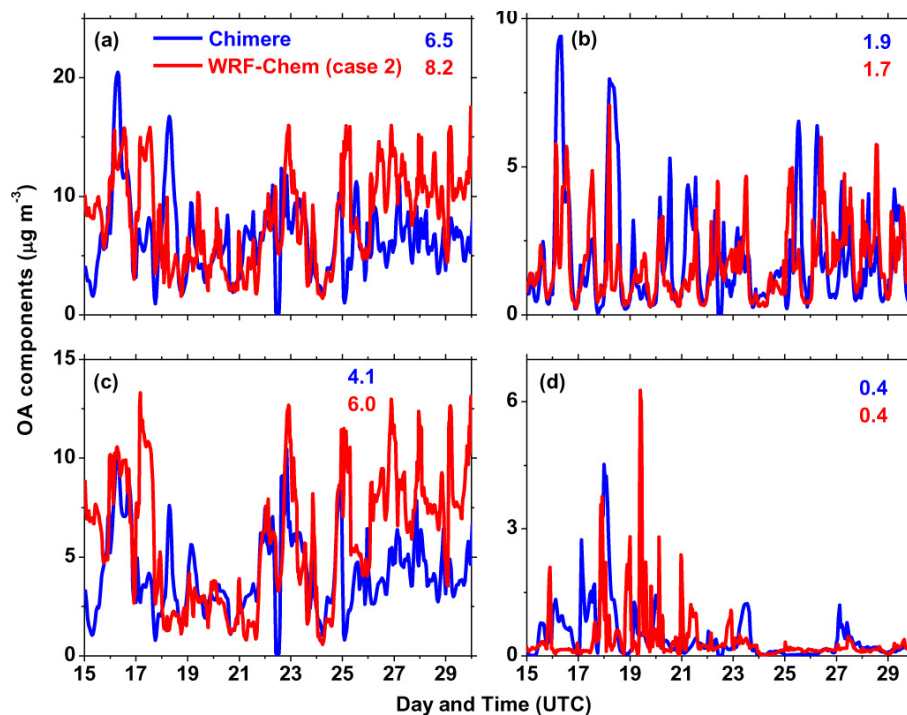 (a) Chimere 6.5
WRF-Chem (case 2) 8.2
(b) 1.9
1.7
20
10
0
10
5
0
(c) 4.1
6.0
(d) 0.4
0.4
15
10
5
0
6
3
0
OA components (µg m⁻³)
15 17 19 21 23 25 27 29
15 17 19 21 23 25 27 29
Day and Time (UTC)